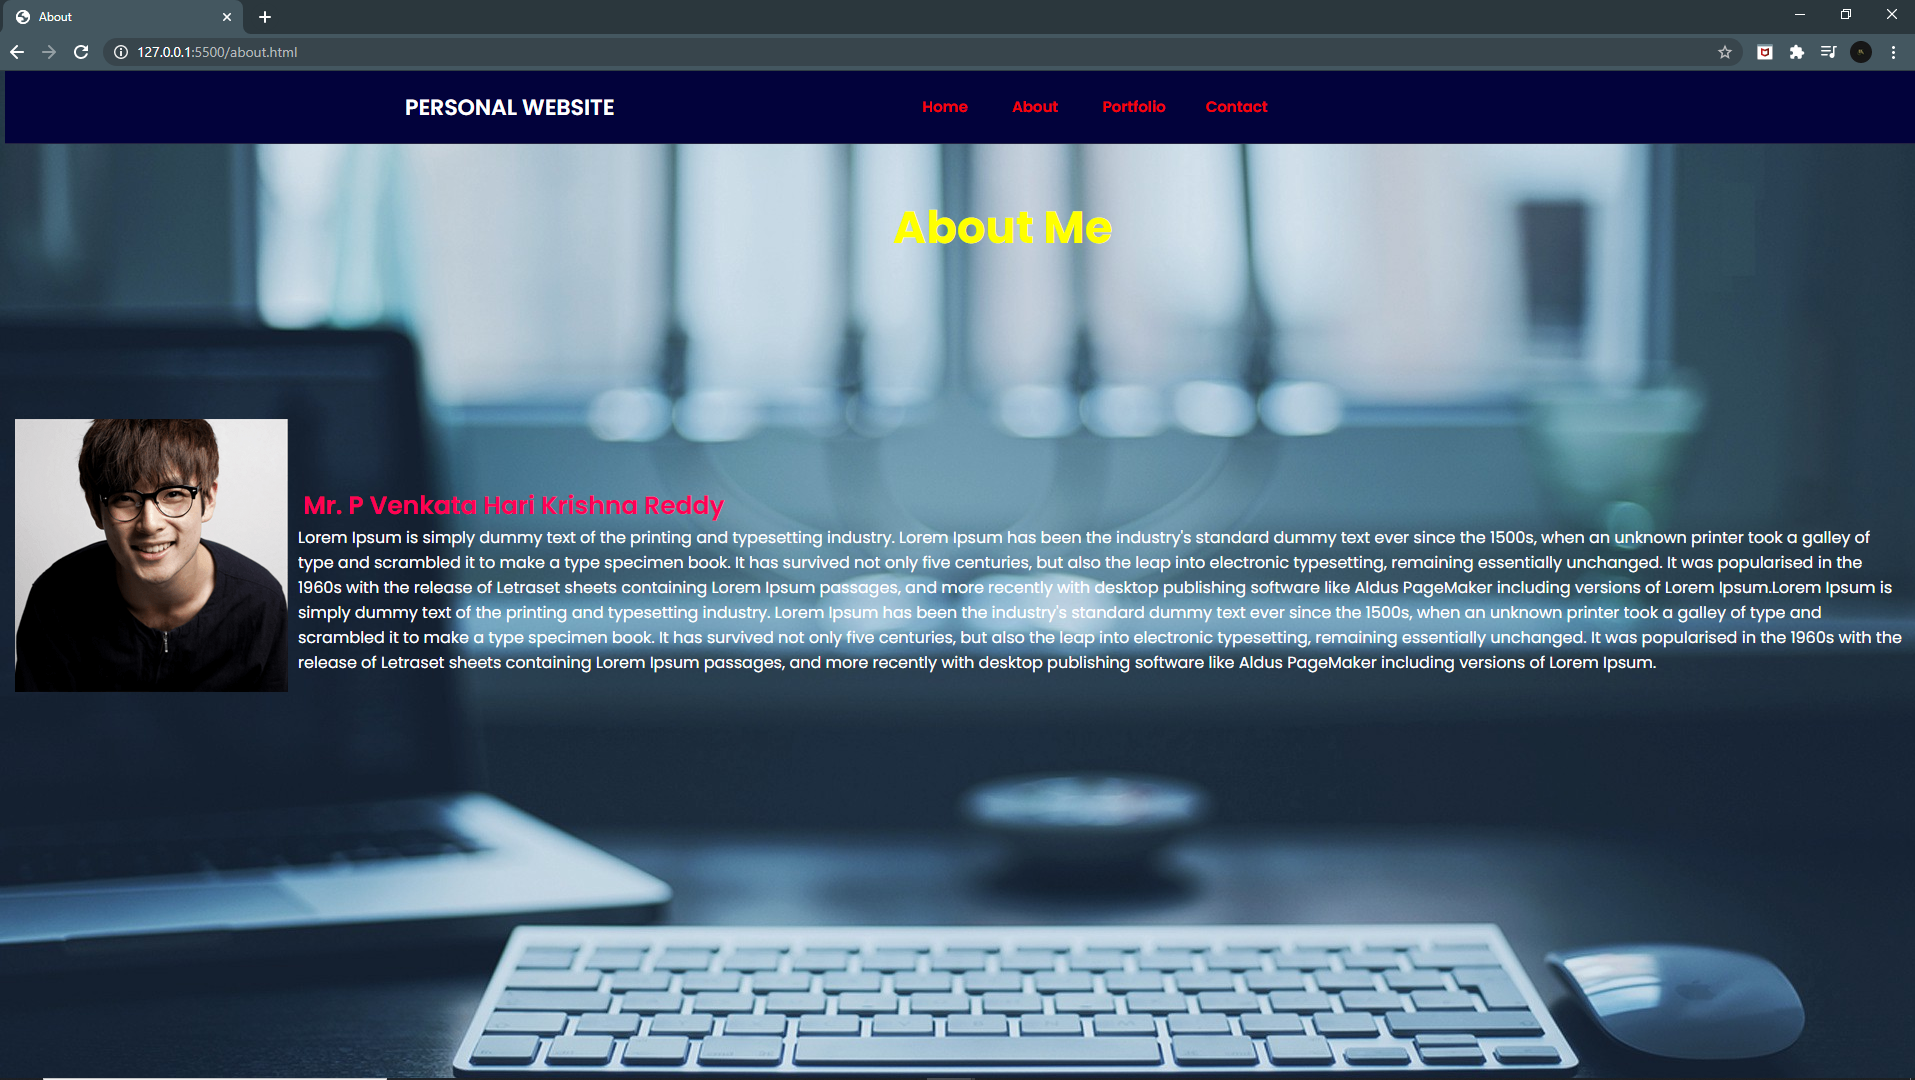 About
127.0.0.1:5500/about.html
PERSONAL WEBSITE
Home About Portfolio Contact
About Me
Mr. P Venkata Hari Krishna Reddy
Lorem Ipsum is simply dummy text of the printing and typesetting industry. Lorem Ipsum has been the industry's standard dummy text ever since the 1500s, when an unknown printer took a galley of
type and scrambled it to make a type specimen book. It has survived not only five centuries, but also the leap into electronic typesetting, remaining essentially unchanged. It was popularised in the
1960s with the release of Letraset sheets containing Lorem Ipsum passages, and more recently with desktop publishing software like Aldus PageMaker including versions of Lorem Ipsum.Lorem Ipsum is
simply dummy text of the printing and typesetting industry. Lorem Ipsum has been the industry's standard dummy text ever since the 1500s, when an unknown printer took a galley of type and
scrambled it to make a type specimen book. It has survived not only five centuries, but also the leap into electronic typesetting, remaining essentially unchanged. It was popularised in the 1960s with the
release of Letraset sheets containing Lorem Ipsum passages, and more recently with desktop publishing software like Aldus PageMaker including versions of Lorem Ipsum.